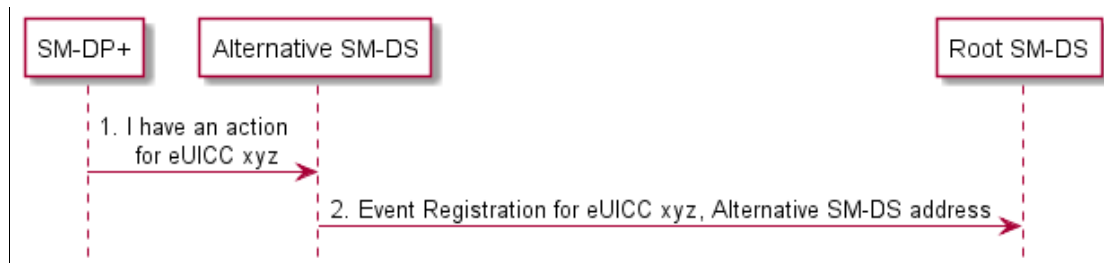 SM-DP+
Alternative SM-DS
Root SM-DS
1. I have an action
for eUICC xyz
2. Event Registration for eUICC xyz, Alternative SM-DS address